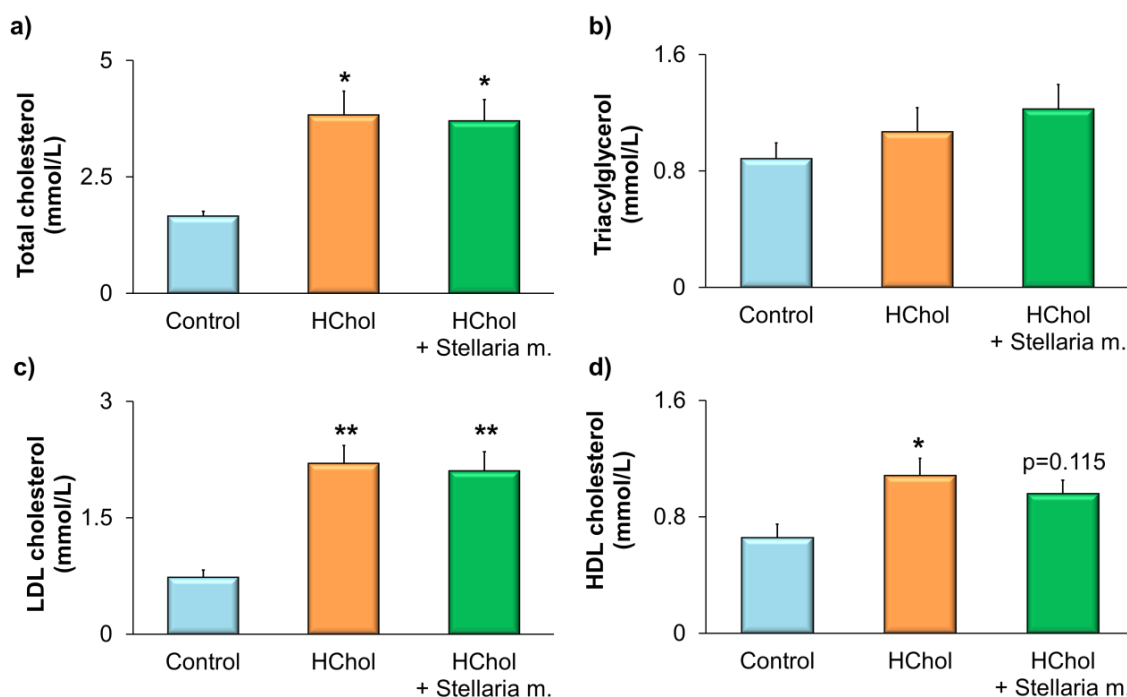 a)
Total cholesterol
(mmol/L)
5
2.5
0
*
*
Control
HChol
HChol
+ Stellaria m.
b)
Triacylglycerol
(mmol/L)
1.6
0.8
0
Control
HChol
HChol
+ Stellaria m.
c)
LDL cholesterol
(mmol/L)
3
1.5
0
**
**
Control
HChol
HChol
+ Stellaria m.
d)
HDL cholesterol
(mmol/L)
1.6
0.8
0
*
p=0.115
Control
HChol
HChol
+ Stellaria m.